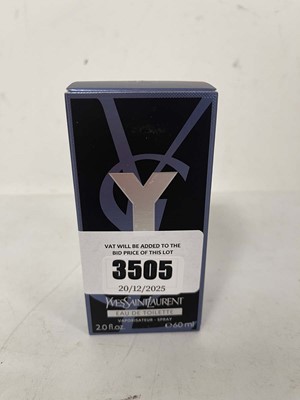 Y
VAT WILL BE ADDED TO THE
BID PRICE OF THIS LOT
3505
20/12/2025
YVESSAINTLAURENT
EAU DE TOILETTE
VAPORISATEUR - SPRAY
2.0 fl.oz. ℮60 ml